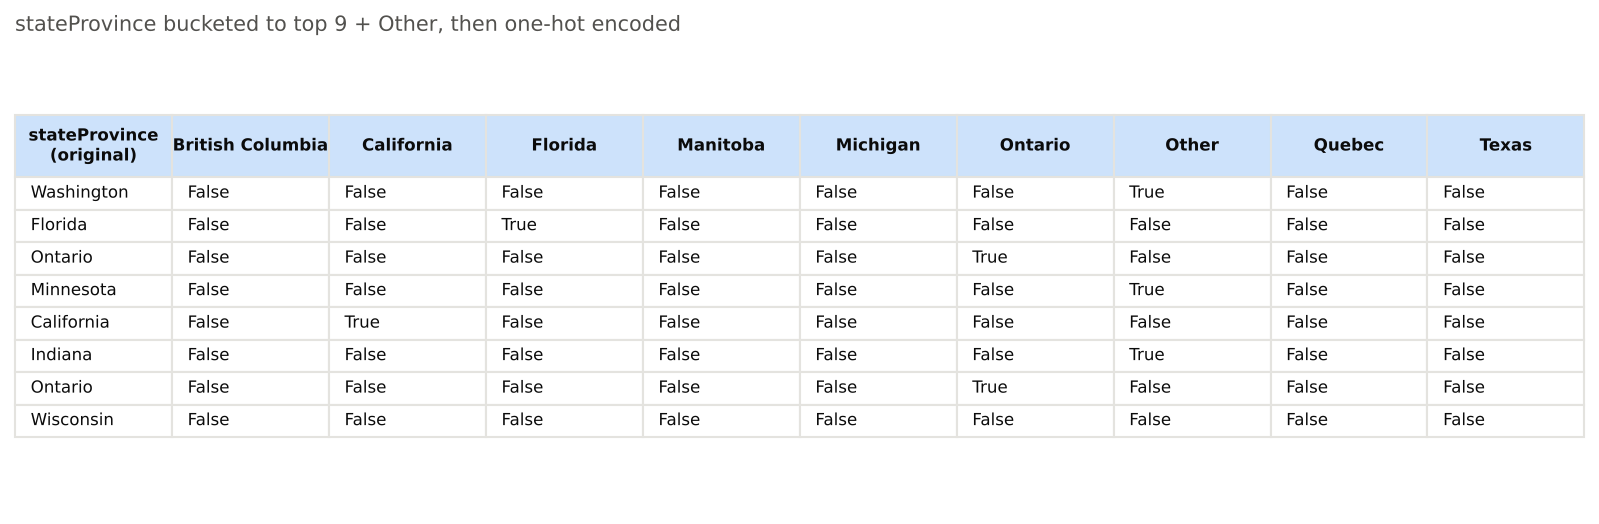 stateProvince bucketed to top 9 + Other, then one-hot encoded
stateProvince (original) British Columbia California Florida Manitoba Michigan Ontario Other Quebec Texas
Washington False False False False False False True False False
Florida False False True False False False False False False
Ontario False False False False False True False False False
Minnesota False False False False False False True False False
California False True False False False False False False False
Indiana False False False False False False True False False
Ontario False False False False False True False False False
Wisconsin False False False False False False False False False